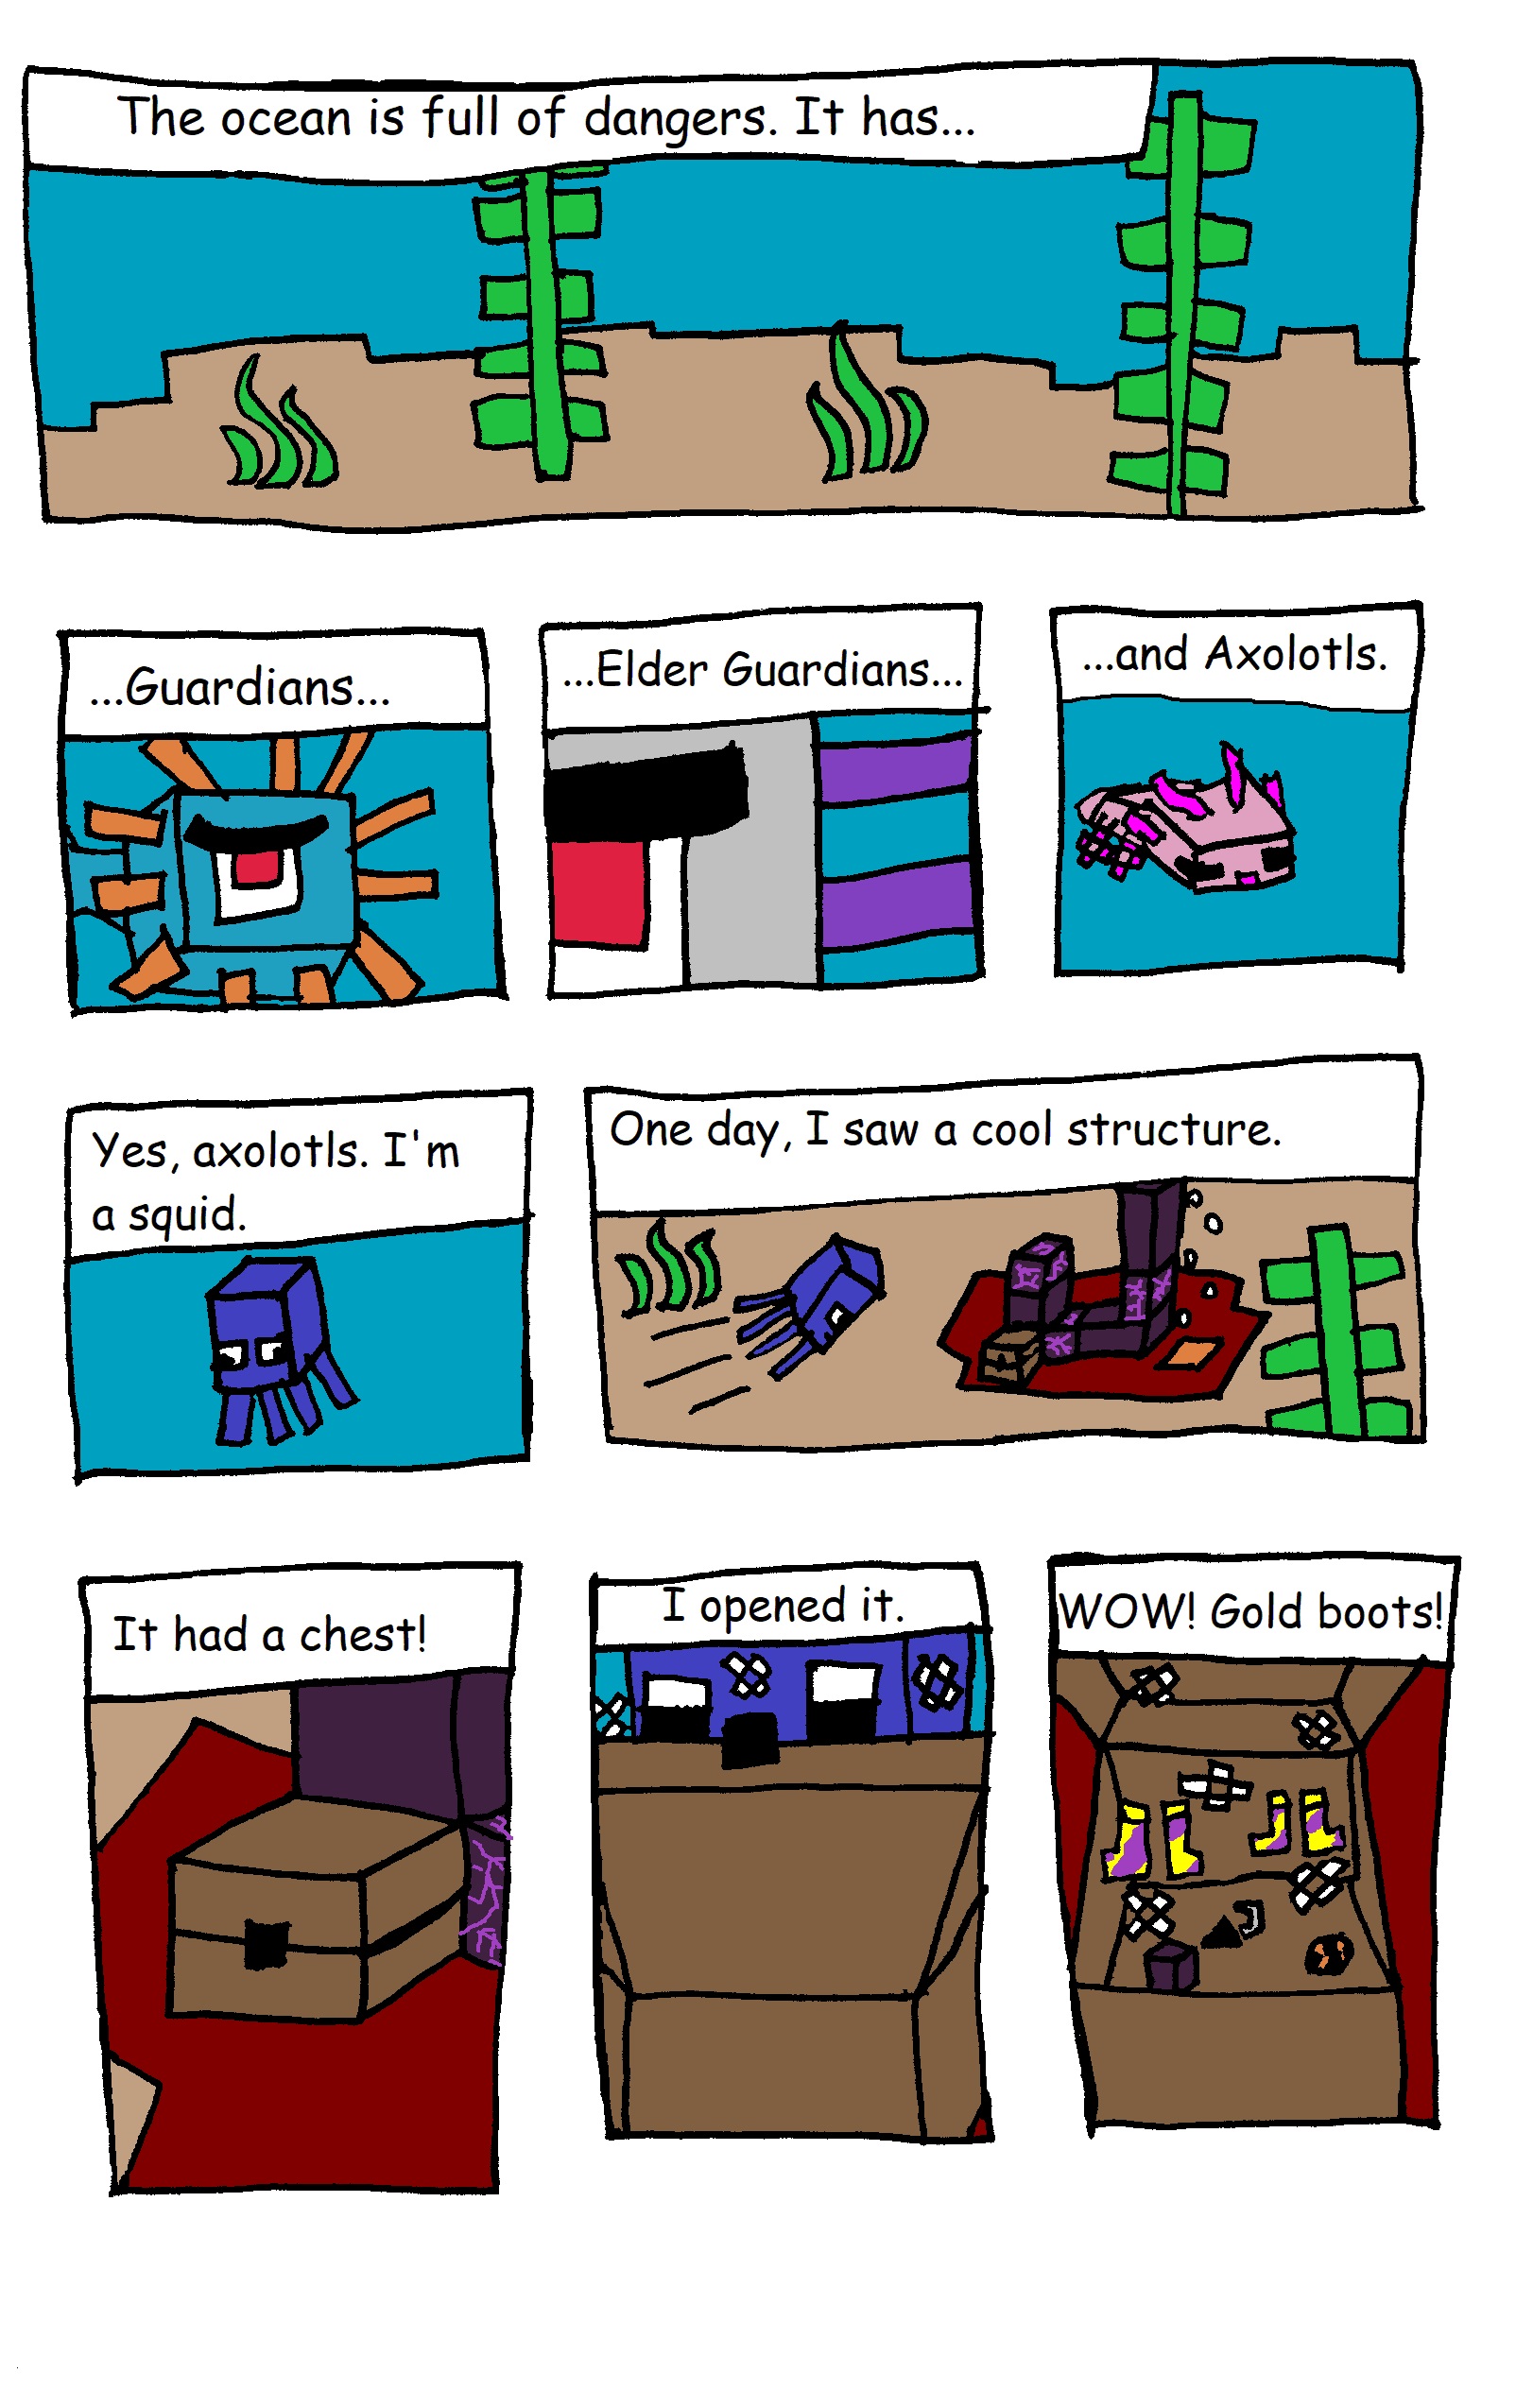 The ocean is full of dangers. It has...
...Guardians...
...Elder Guardians...
...and Axolotls.
Yes, axolotls. I'm
a squid.
One day, I saw a cool structure.
It had a chest!
I opened it.
WOW! Gold boots!